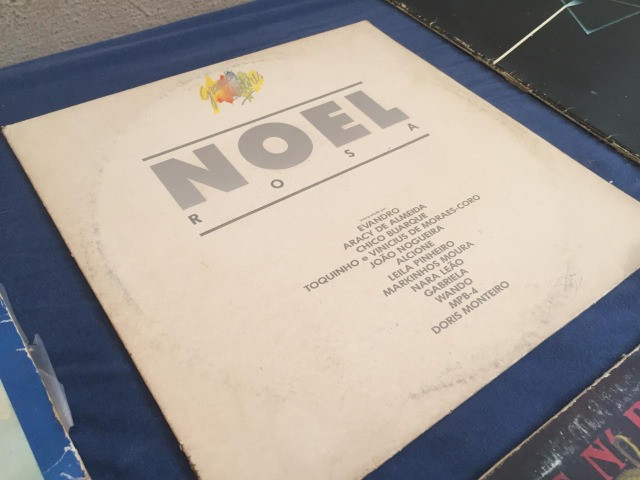 NOEL
ROSA
EVANDRO
ARACY DE ALMEIDA
CHICO BUARQUE
TOQUINHO e VINICIUS DE MORAES-CORO
JOÃO NOGUEIRA
ALCIONE
LEILA PINHEIRO
MARKINHOS MOURA
NARA LEÃO
GABRIELA
WANDO
MPB-4
DORIS MONTEIRO